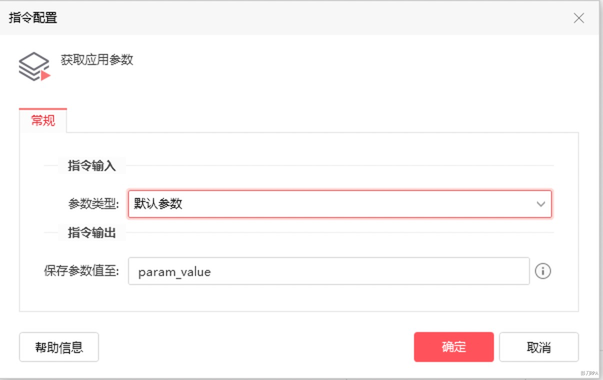 指令配置
获取应用参数
常规
指令输入
参数类型: 默认参数
指令输出
保存参数值至: param_value
帮助信息 确定 取消